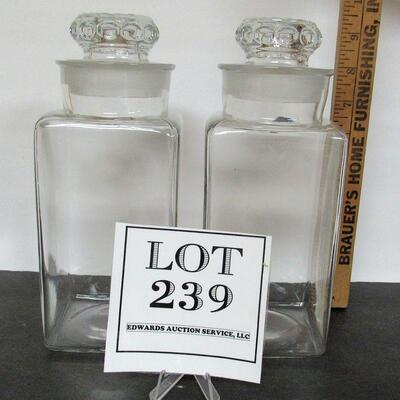 LOT
239
EDWARDS AUCTION SERVICE, LLC
BRAUER'S HOME FURNISHING,